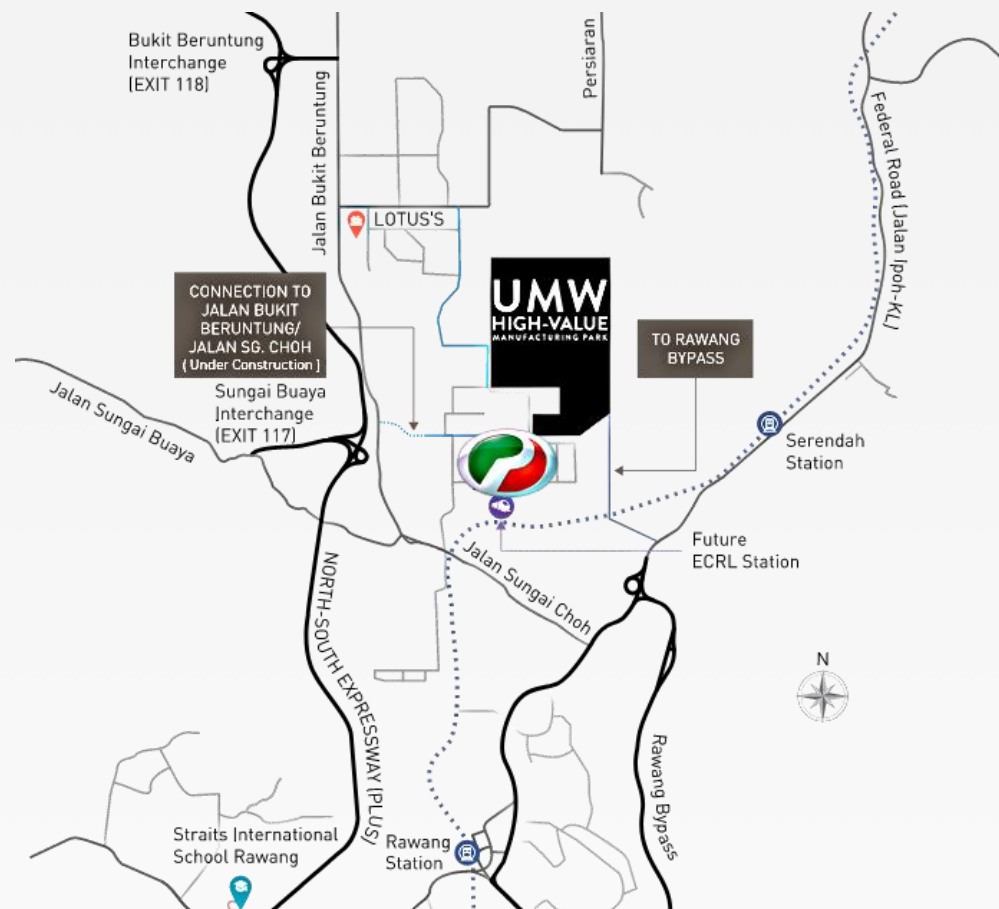 Bukit Beruntung
Interchange
(EXIT 118)
Jalan Bukit Beruntung
Persiaran
Federal Road (Jalan Ipoh-KL)
LOTUS'S
CONNECTION TO
JALAN BUKIT
BERUNTUNG/
JALAN SG. CHOH
( Under Construction )
UMW
HIGH-VALUE
MANUFACTURING PARK
TO RAWANG
BYPASS
Jalan Sungai Buaya
Sungai Buaya
Interchange
(EXIT 117)
Serendah
Station
Future
ECRL Station
Jalan Sungai Choh
NORTH-SOUTH EXPRESSWAY (PLUS)
N
Rawang Bypass
Straits International
School Rawang
Rawang
Station